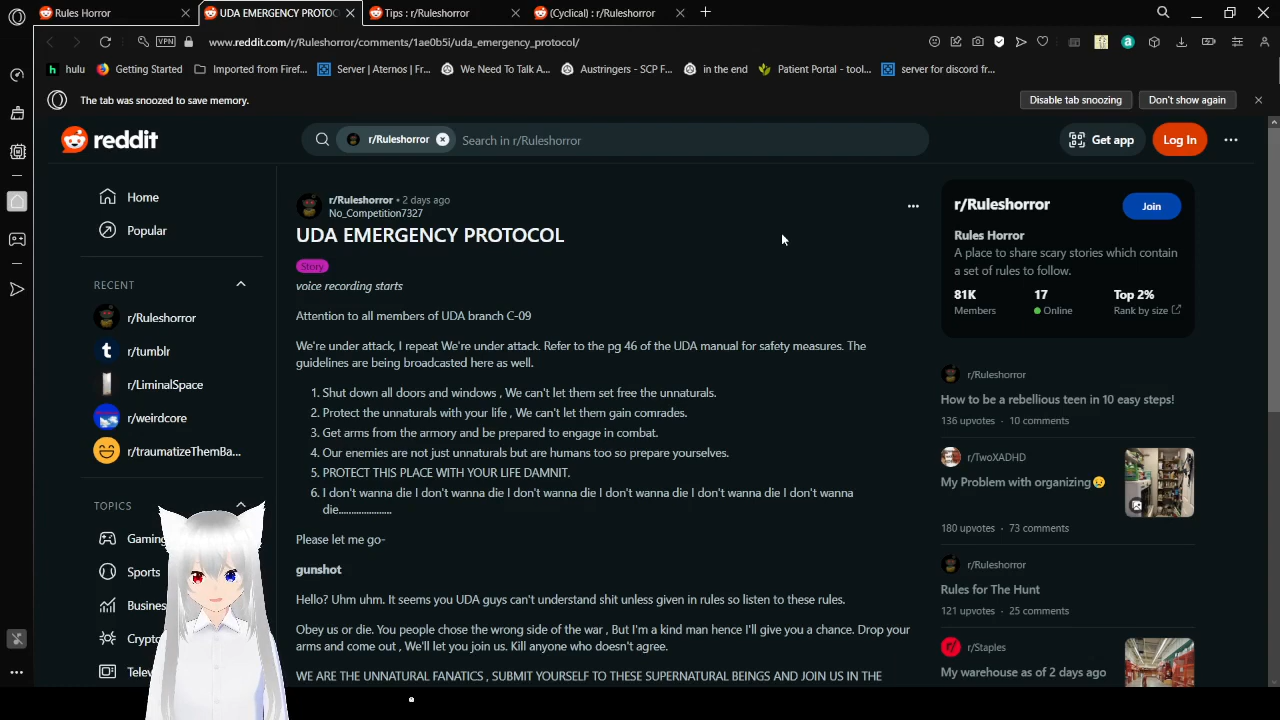 Rules Horror
UDA EMERGENCY PROTOC
Tips : r/Ruleshorror
(Cyclical) : r/Ruleshorror
VPN
www.reddit.com/r/Ruleshorror/comments/1ae0b5i/uda_emergency_protocol/
hulu
Getting Started
Imported from Firef...
Server | Aternos | Fr...
We Need To Talk A...
Austringers - SCP F...
in the end
Patient Portal - tool...
server for discord fr...
The tab was snoozed to save memory.
Disable tab snoozing
Don't show again
reddit
r/Ruleshorror
Search in r/Ruleshorror
Get app
Log In
Home
Popular
RECENT
r/Ruleshorror
r/tumblr
r/LiminalSpace
r/weirdcore
r/traumatizeThemBa...
TOPICS
Gaming
Sports
Busines
Crypto
Telev
r/Ruleshorror • 2 days ago
No_Competition7327
UDA EMERGENCY PROTOCOL
Story
voice recording starts
Attention to all members of UDA branch C-09
We're under attack, I repeat We're under attack. Refer to the pg 46 of the UDA manual for safety measures. The
guidelines are being broadcasted here as well.
1. Shut down all doors and windows , We can't let them set free the unnaturals.
2. Protect the unnaturals with your life , We can't let them gain comrades.
3. Get arms from the armory and be prepared to engage in combat.
4. Our enemies are not just unnaturals but are humans too so prepare yourselves.
5. PROTECT THIS PLACE WITH YOUR LIFE DAMNIT.
6. I don't wanna die I don't wanna die I don't wanna die I don't wanna die I don't wanna die I don't wanna
die.....................
Please let me go-
gunshot
Hello? Uhm uhm. It seems you UDA guys can't understand shit unless given in rules so listen to these rules.
Obey us or die. You people chose the wrong side of the war , But I'm a kind man hence I'll give you a chance. Drop your
arms and come out , We'll let you join us. Kill anyone who doesn't agree.
WE ARE THE UNNATURAL FANATICS , SUBMIT YOURSELF TO THESE SUPERNATURAL BEINGS AND JOIN US IN THE
r/Ruleshorror
Join
Rules Horror
A place to share scary stories which contain
a set of rules to follow.
81K
17
Top 2%
Members
Online
Rank by size
r/Ruleshorror
How to be a rebellious teen in 10 easy steps!
136 upvotes • 10 comments
r/TwoXADHD
My Problem with organizing😥
180 upvotes • 73 comments
r/Ruleshorror
Rules for The Hunt
121 upvotes • 25 comments
r/Staples
My warehouse as of 2 days ago